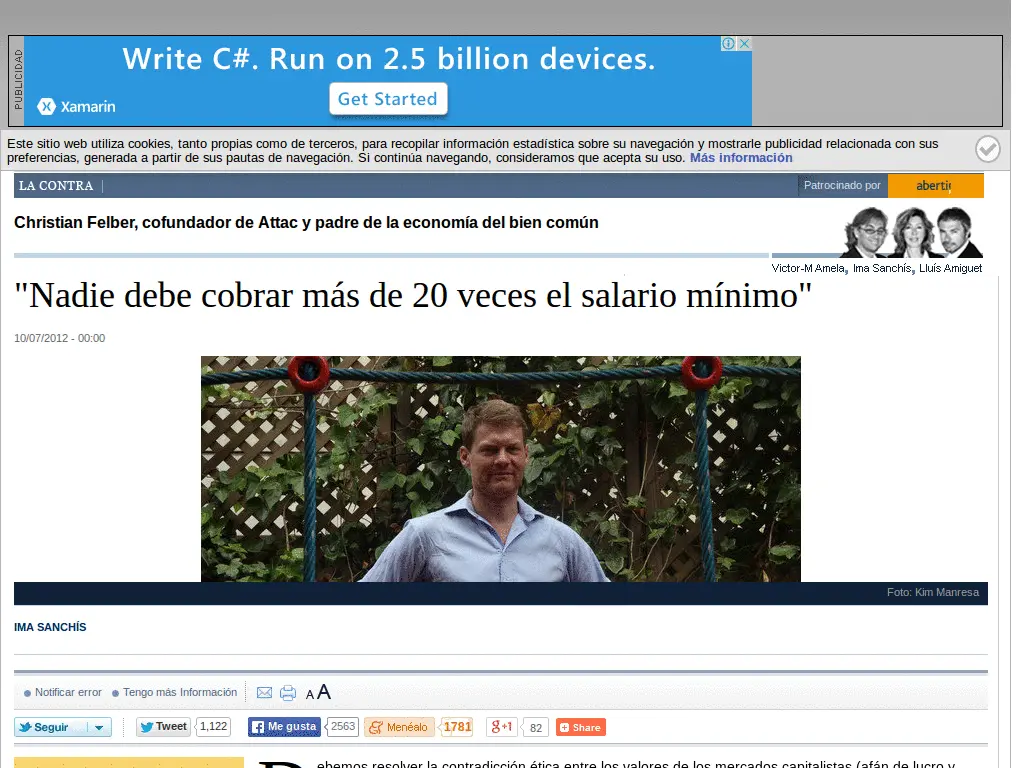 PUBLICIDAD
Write C#. Run on 2.5 billion devices.
Get Started
Xamarin
Este sitio web utiliza cookies, tanto propias como de terceros, para recopilar información estadística sobre su navegación y mostrarle publicidad relacionada con sus
preferencias, generada a partir de sus pautas de navegación. Si continúa navegando, consideramos que acepta su uso. Más información
LA CONTRA |
Patrocinado por
Christian Felber, cofundador de Attac y padre de la economía del bien común
Victor-M Amela, Ima Sanchís, Lluís Amiguet
"Nadie debe cobrar más de 20 veces el salario mínimo"
10/07/2012 - 00:00
Foto: Kim Manresa
IMA SANCHÍS
Notificar error
Tengo más Información
A A
Seguir
Tweet
1,122
Me gusta
2563
Menéalo
1781
g+1
82
Share
ebemos resolver la contradicción ética entre los valores de los mercados capitalistas (afán de lucro y